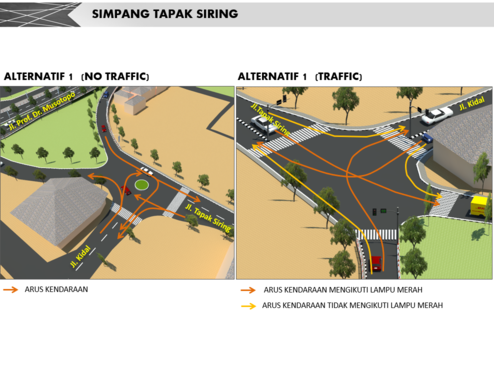 SIMPANG TAPAK SIRING
ALTERNATIF 1 (NO TRAFFIC)
ALTERNATIF 1 (TRAFFIC)
Jl. Prof. Dr. Mustopo
Jl. Tapak Siring
Jl. Kidal
Jl.Tapak Siring
Jl. Kidal
ARUS KENDARAAN
ARUS KENDARAAN MENGIKUTI LAMPU MERAH
ARUS KENDARAAN TIDAK MENGIKUTI LAMPU MERAH